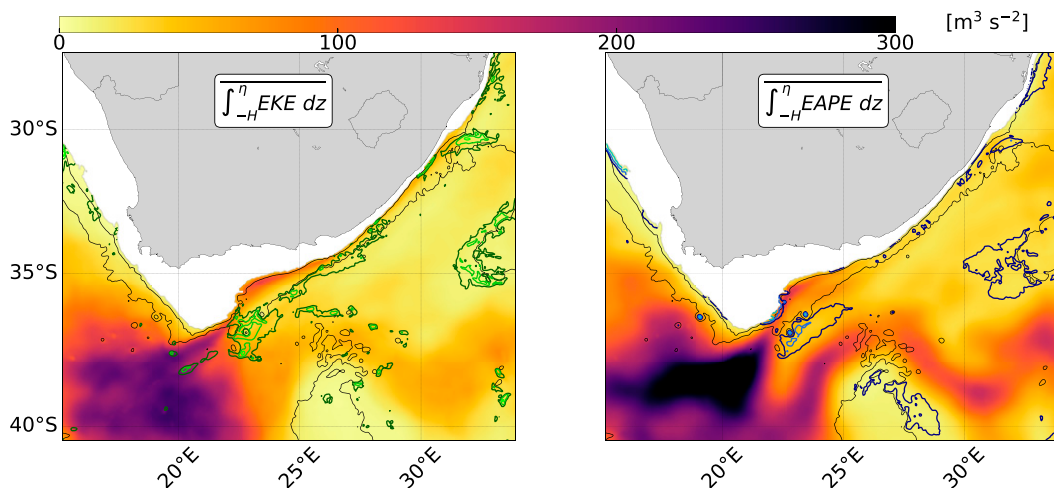 [m³ s⁻²]
0 100 200 300
∫₋H^η EKE dz
∫₋H^η EAPE dz
30°S
35°S
40°S
20°E 25°E 30°E
20°E 25°E 30°E